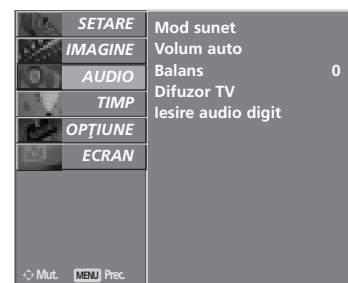 SETARE
IMAGINE
AUDIO
TIMP
OPŢIUNE
ECRAN
Mod sunet
Volum auto
Balans 0
Difuzor TV
Iesire audio digit
Mut. MENU Prec.